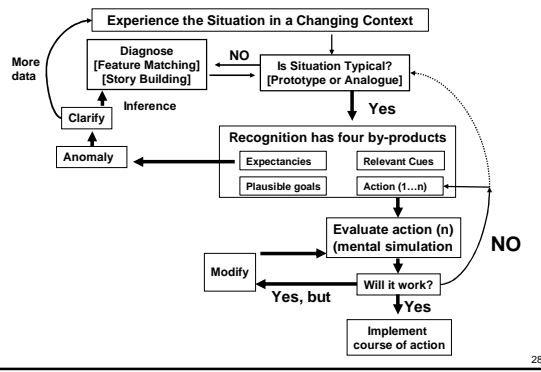 Experience the Situation in a Changing Context
More
data
Diagnose
[Feature Matching]
[Story Building]
NO
Is Situation Typical?
[Prototype or Analogue]
Inference
Clarify
Yes
Anomaly
Recognition has four by-products
Expectancies
Relevant Cues
Plausible goals
Action (1…n)
Evaluate action (n)
(mental simulation
NO
Modify
Will it work?
Yes, but
Yes
Implement
course of action
28